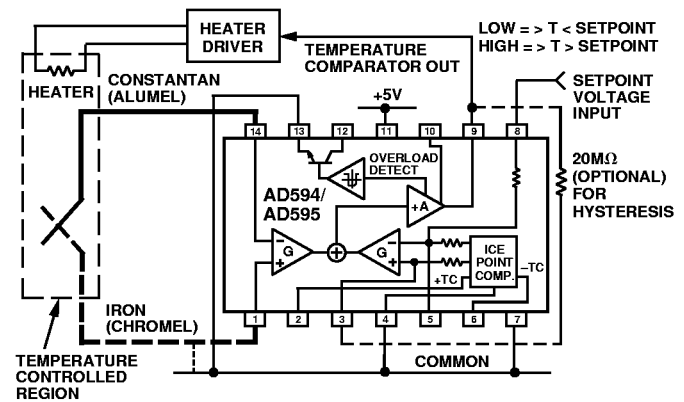 HEATER
DRIVER
LOW = > T < SETPOINT
HIGH = > T > SETPOINT
TEMPERATURE
COMPARATOR OUT
HEATER
CONSTANTAN
(ALUMEL)
+5V
SETPOINT
VOLTAGE
INPUT
14
13
12
11
10
9
8
20MΩ
(OPTIONAL)
FOR
HYSTERESIS
OVERLOAD
DETECT
AD594/
AD595
+A
–
G
+
–
G
+
ICE
POINT
COMP.
–TC
+TC
IRON
(CHROMEL)
1
2
3
4
5
6
7
TEMPERATURE
CONTROLLED
REGION
COMMON